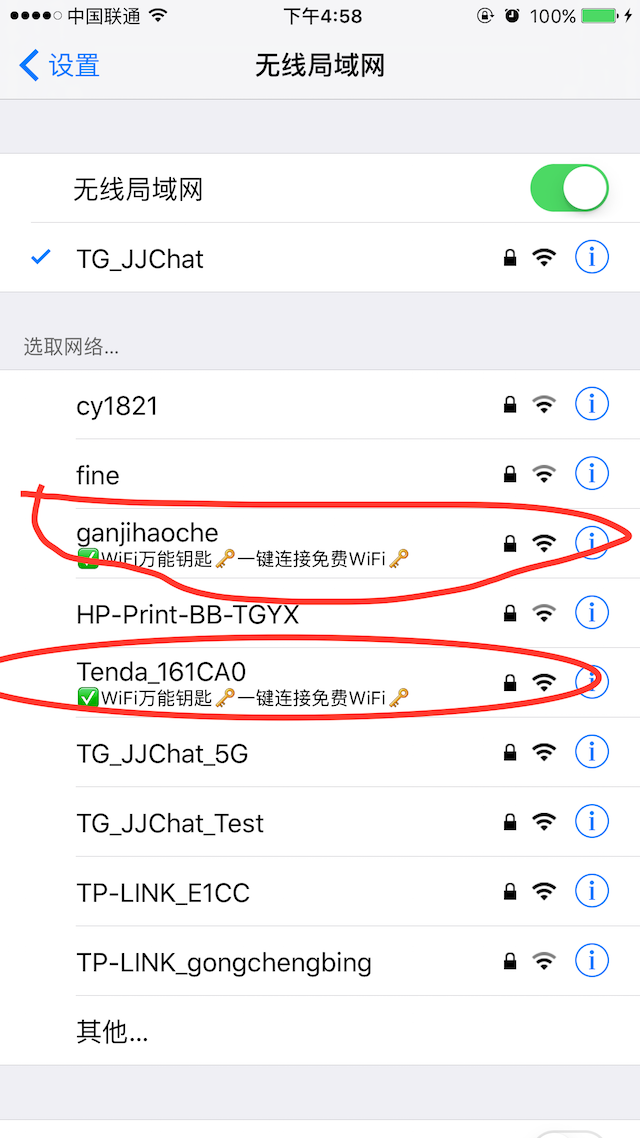 中国联通 下午4:58 100%
设置 无线局域网
无线局域网
TG_JJChat
选取网络...
cy1821
fine
ganjihaoche
✅WiFi万能钥匙🔑一键连接免费WiFi🔑
HP-Print-BB-TGYX
Tenda_161CA0
✅WiFi万能钥匙🔑一键连接免费WiFi🔑
TG_JJChat_5G
TG_JJChat_Test
TP-LINK_E1CC
TP-LINK_gongchengbing
其他...